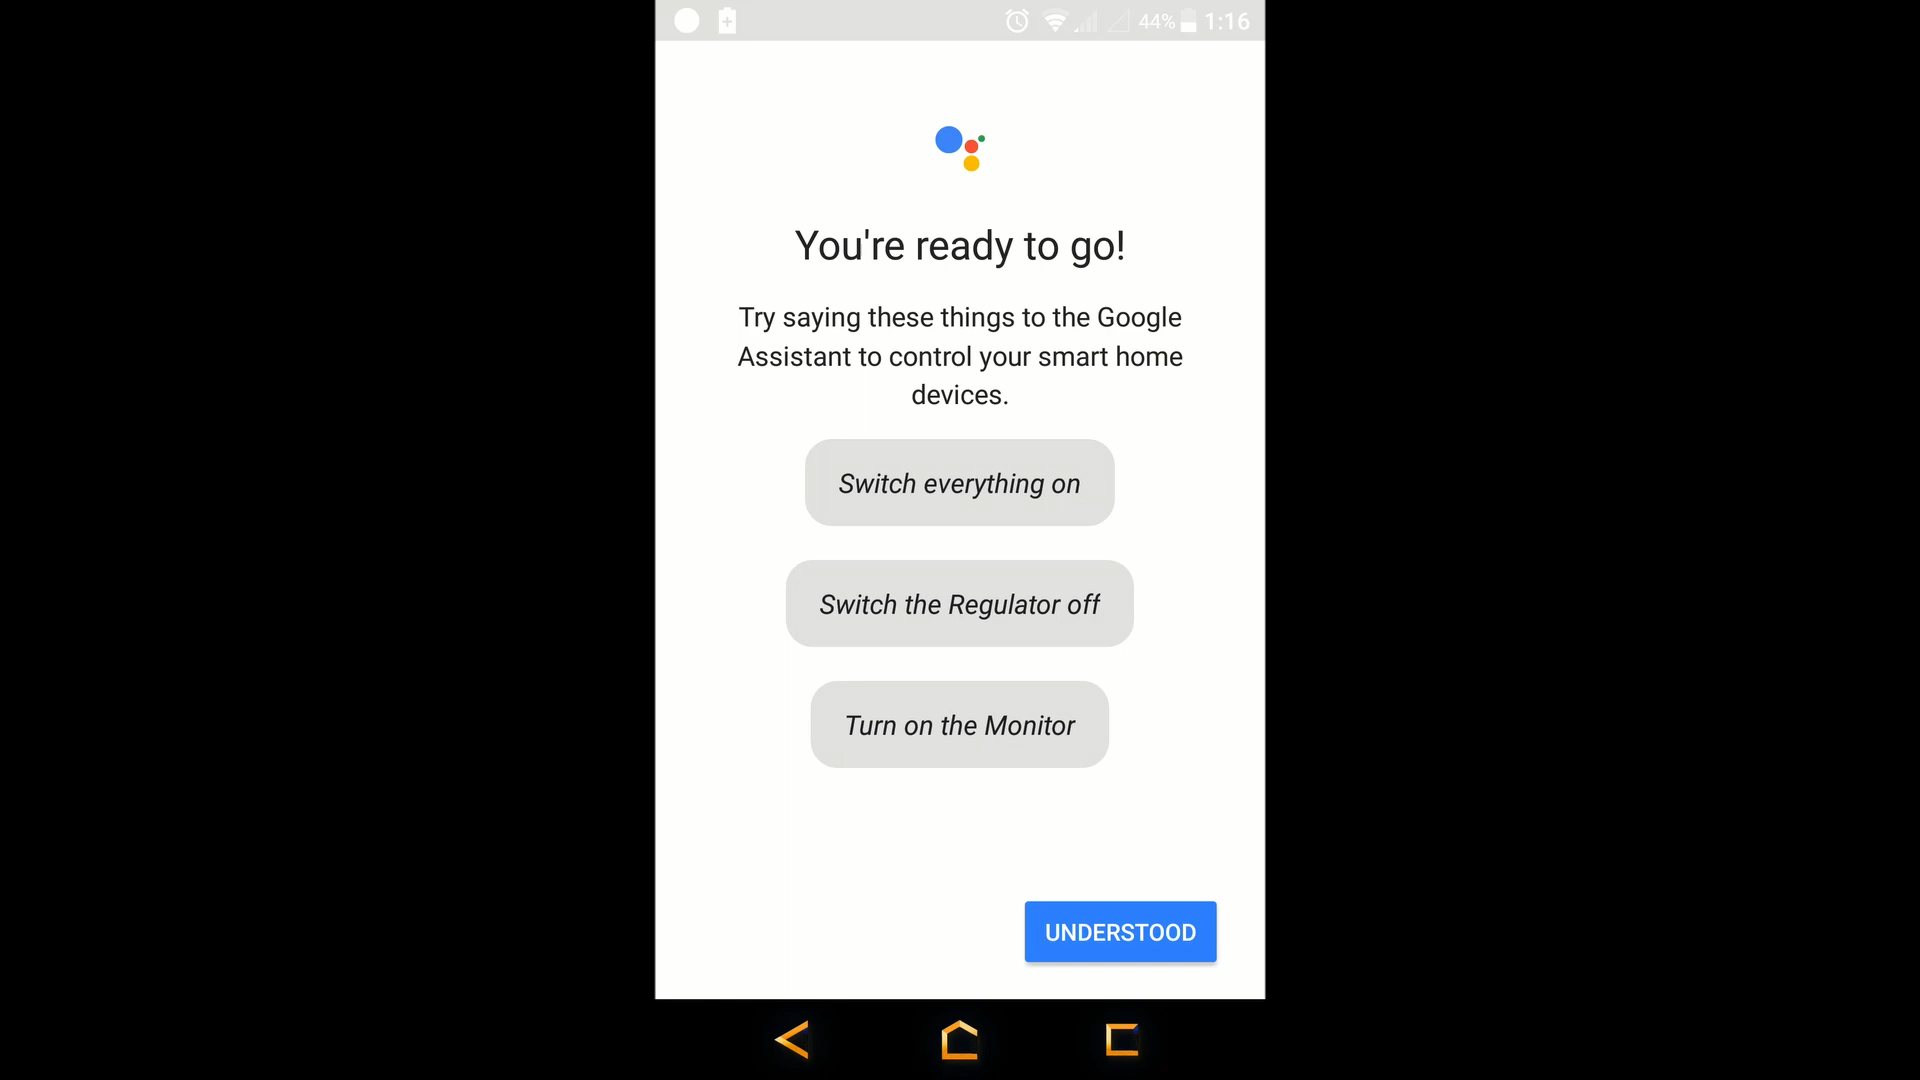 44% 1:16
You're ready to go!
Try saying these things to the Google
Assistant to control your smart home
devices.
Switch everything on
Switch the Regulator off
Turn on the Monitor
UNDERSTOOD